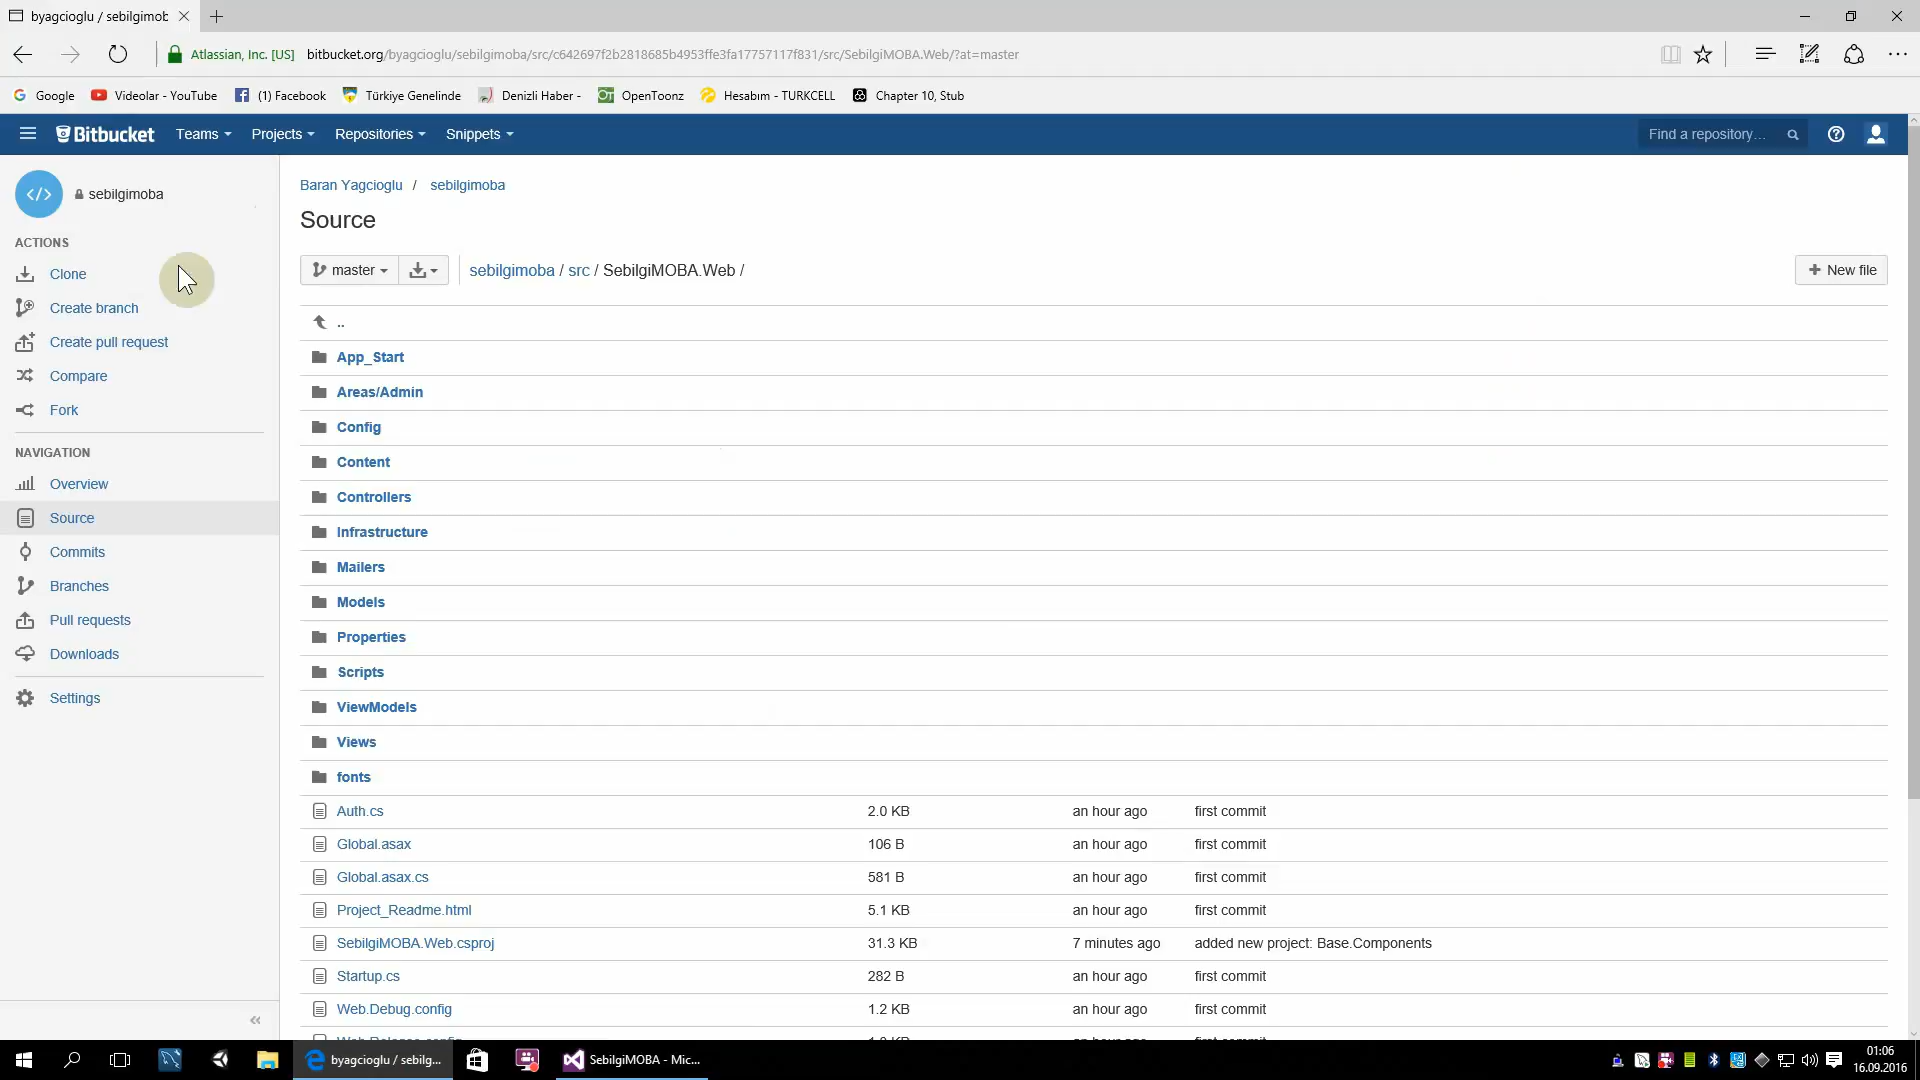 byagcioglu / sebilgimob
Atlassian, Inc. [US] bitbucket.org/byagcioglu/sebilgimoba/src/c642697f2b2818685b4953ffe3fa17757117f831/src/SebilgiMOBA.Web/?at=master
Google Videolar - YouTube (1) Facebook Türkiye Genelinde Denizli Haber - OpenToonz Hesabım - TURKCELL Chapter 10, Stub
Bitbucket Teams Projects Repositories Snippets Find a repository...
sebilgimoba
ACTIONS
Clone
Create branch
Create pull request
Compare
Fork
NAVIGATION
Overview
Source
Commits
Branches
Pull requests
Downloads
Settings
Baran Yagcioglu / sebilgimoba
Source
master sebilgimoba / src / SebilgiMOBA.Web / New file
..
App_Start
Areas/Admin
Config
Content
Controllers
Infrastructure
Mailers
Models
Properties
Scripts
ViewModels
Views
fonts
Auth.cs 2.0 KB an hour ago first commit
Global.asax 106 B an hour ago first commit
Global.asax.cs 581 B an hour ago first commit
Project_Readme.html 5.1 KB an hour ago first commit
SebilgiMOBA.Web.csproj 31.3 KB 7 minutes ago added new project: Base.Components
Startup.cs 282 B an hour ago first commit
Web.Debug.config 1.2 KB an hour ago first commit
byagcioglu / sebilg... SebilgiMOBA - Mic...
01:06
16.09.2016